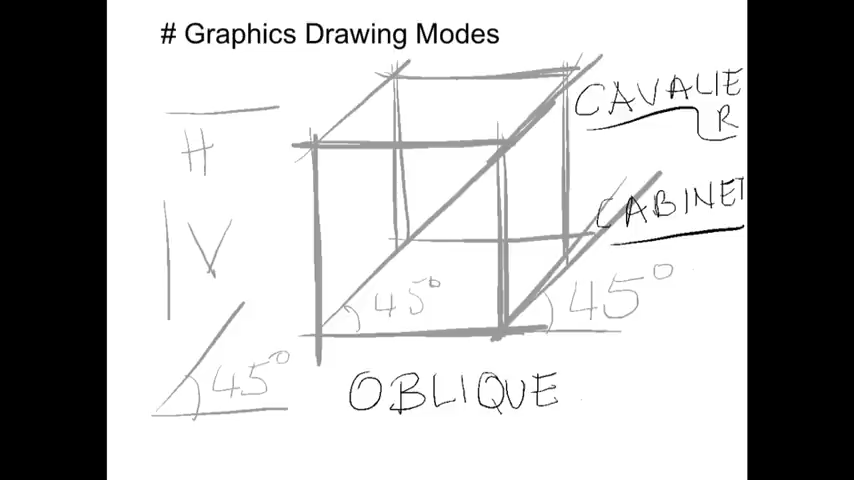 # Graphics Drawing Modes
CAVALIE
R
H
CABINET
V
45°
45°
45°
OBLIQUE